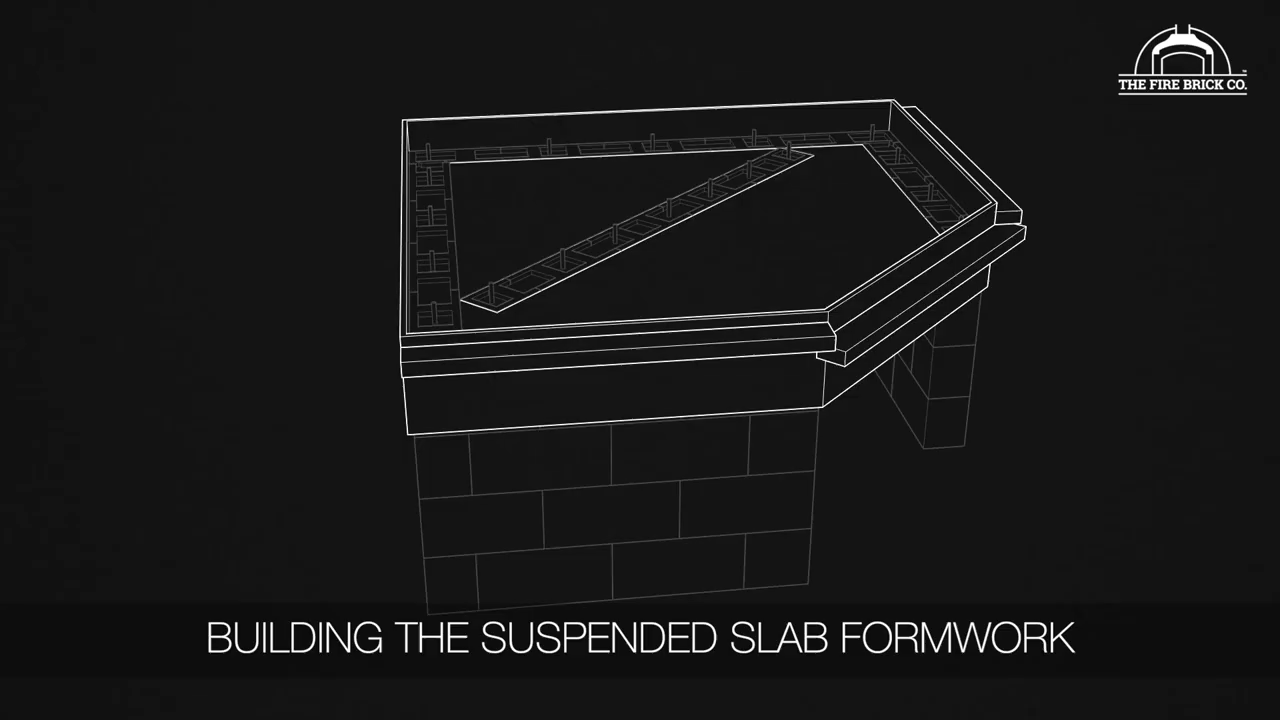 THE FIRE BRICK CO.
BUILDING THE SUSPENDED SLAB FORMWORK